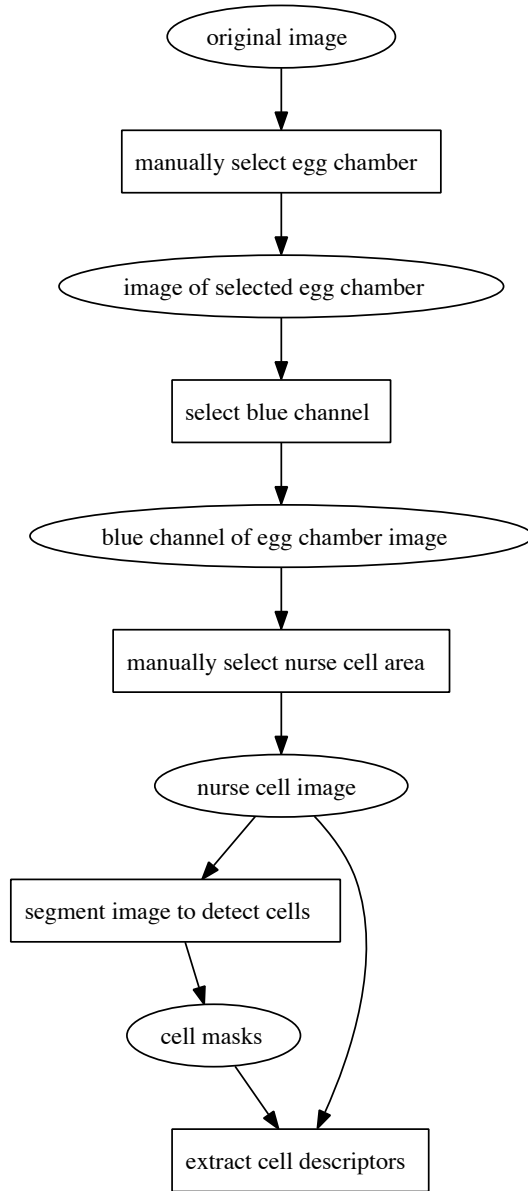 original image
manually select egg chamber
image of selected egg chamber
select blue channel
blue channel of egg chamber image
manually select nurse cell area
nurse cell image
segment image to detect cells
cell masks
extract cell descriptors